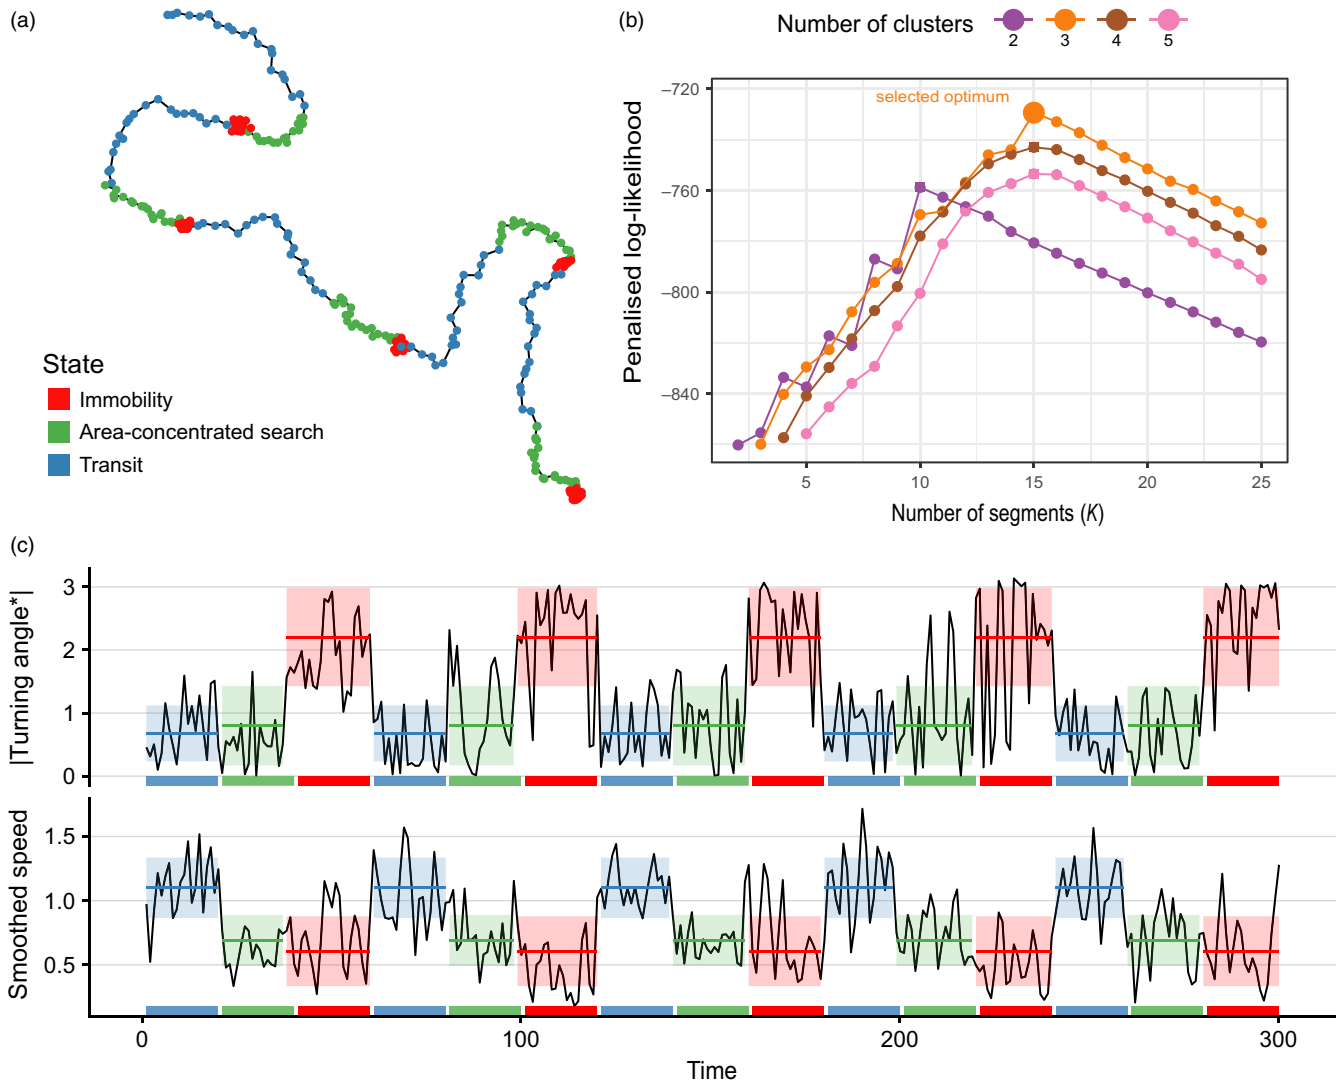 (a)
State
Immobility
Area-concentrated search
Transit
(b)
Number of clusters
2 3 4 5
Penalised log-likelihood
−720
−760
−800
−840
selected optimum
5 10 15 20 25
Number of segments (K)
(c)
|Turning angle*|
3
2
1
0
Smoothed speed
1.5
1.0
0.5
0 100 200 300
Time